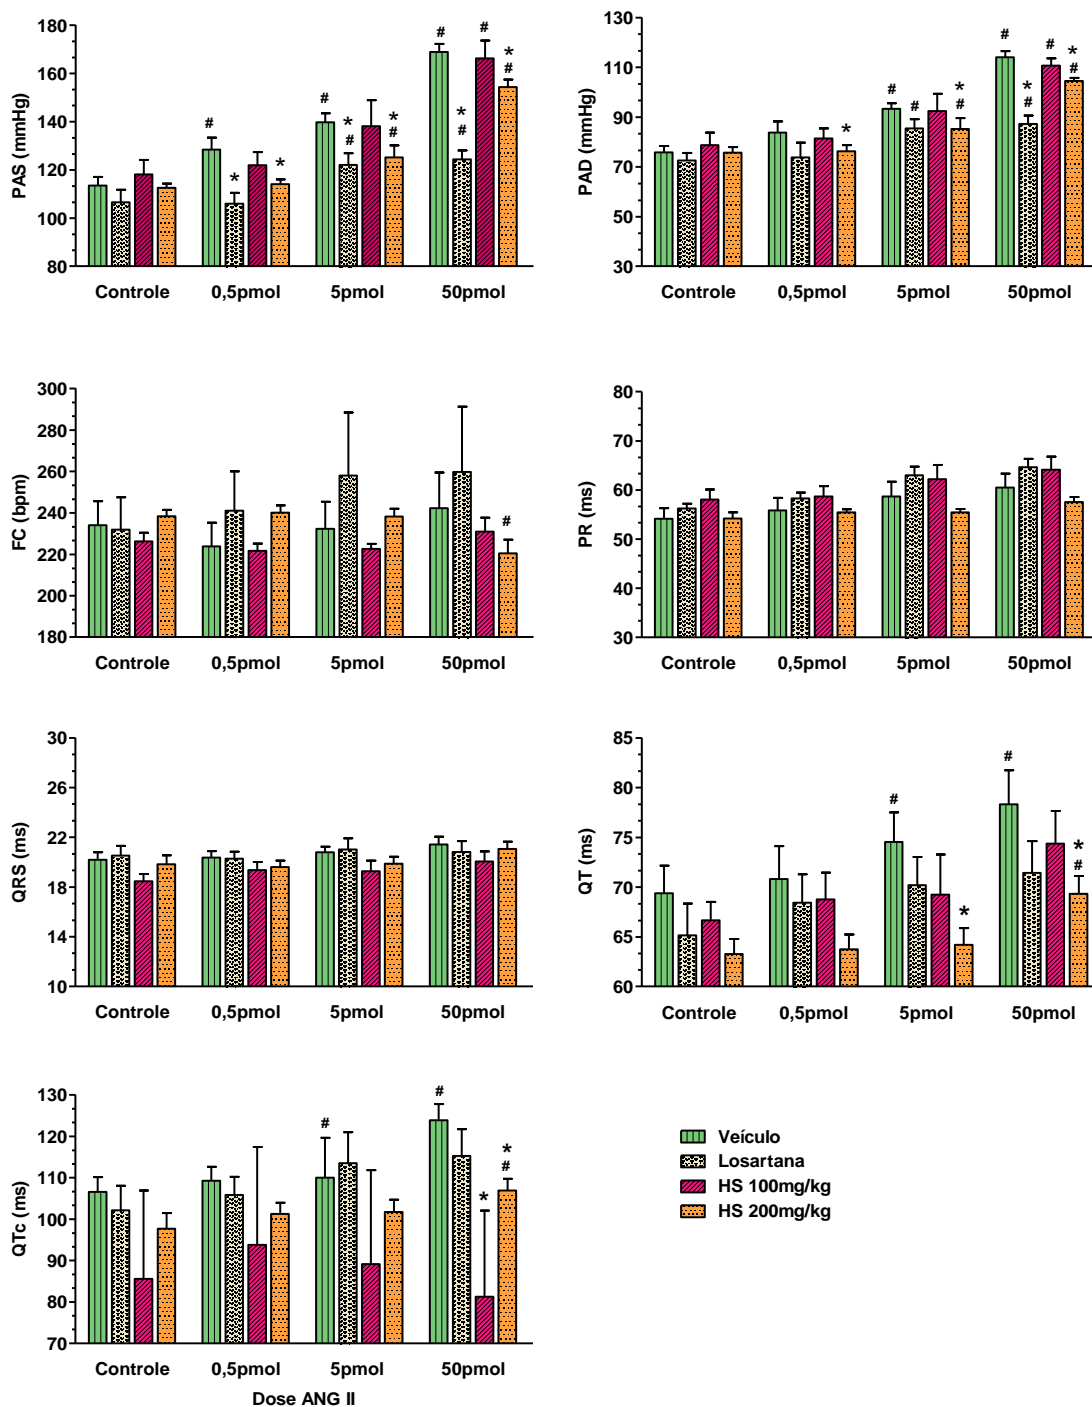 PAS (mmHg)
180
160
140
120
100
80
# # # * #
* * # * # * #
Controle 0,5pmol 5pmol 50pmol
PAD (mmHg)
130
110
90
70
50
30
* # # * # # * # # * #
Controle 0,5pmol 5pmol 50pmol
FC (bpm)
300
280
260
240
220
200
180
#
Controle 0,5pmol 5pmol 50pmol
PR (ms)
80
70
60
50
40
30
Controle 0,5pmol 5pmol 50pmol
QRS (ms)
30
26
22
18
14
10
Controle 0,5pmol 5pmol 50pmol
QT (ms)
85
80
75
70
65
60
# * # * #
Controle 0,5pmol 5pmol 50pmol
QTc (ms)
130
120
110
100
90
80
70
# # * * #
Controle 0,5pmol 5pmol 50pmol
Dose ANG II
Veículo
Losartana
HS 100mg/kg
HS 200mg/kg